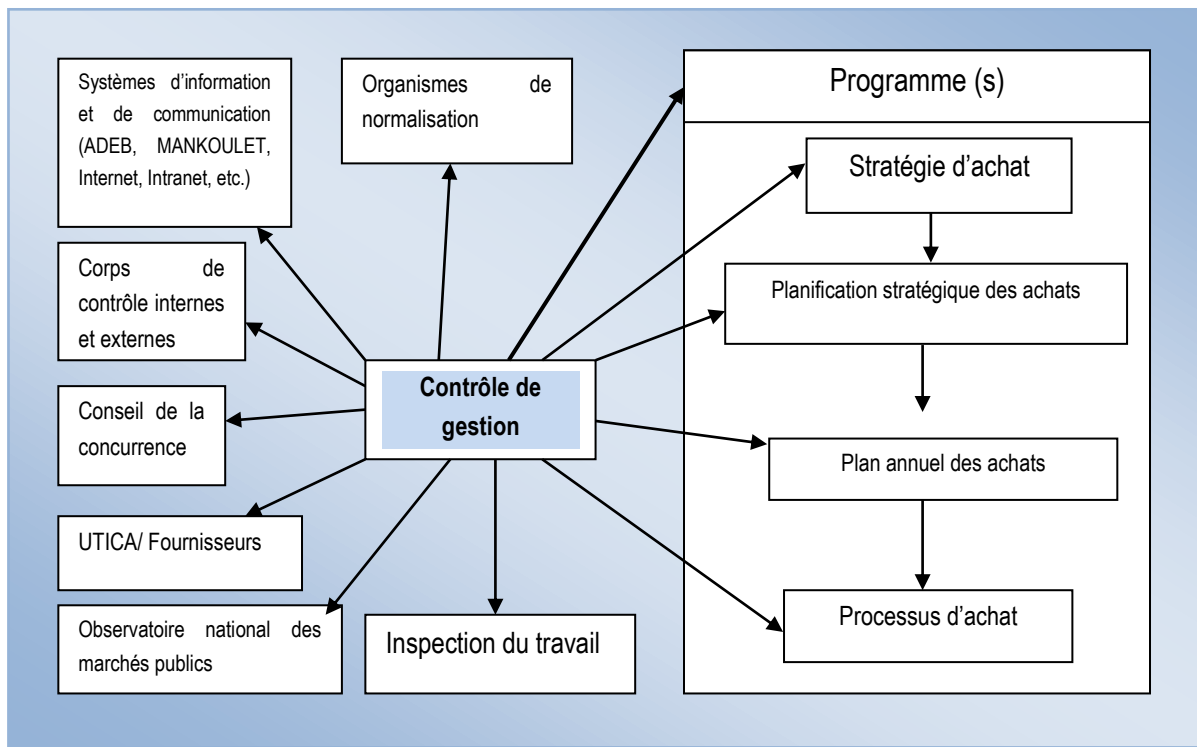 Systèmes d’information
et de communication
(ADEB, MANKOULET,
Internet, Intranet, etc.)
Organismes de
normalisation
Programme (s)
Stratégie d’achat
Corps de
contrôle internes
et externes
Planification stratégique des achats
Contrôle de
gestion
Conseil de la
concurrence
Plan annuel des achats
UTICA/ Fournisseurs
Observatoire national des
marchés publics
Inspection du travail
Processus d’achat